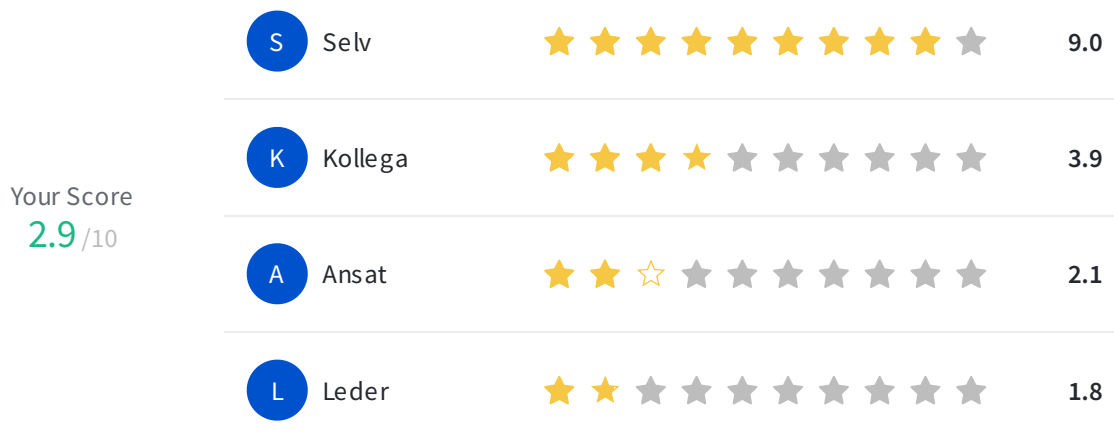 S Selv 9.0
K Kollega 3.9
Your Score
2.9 /10
A Ansat 2.1
L Leder 1.8